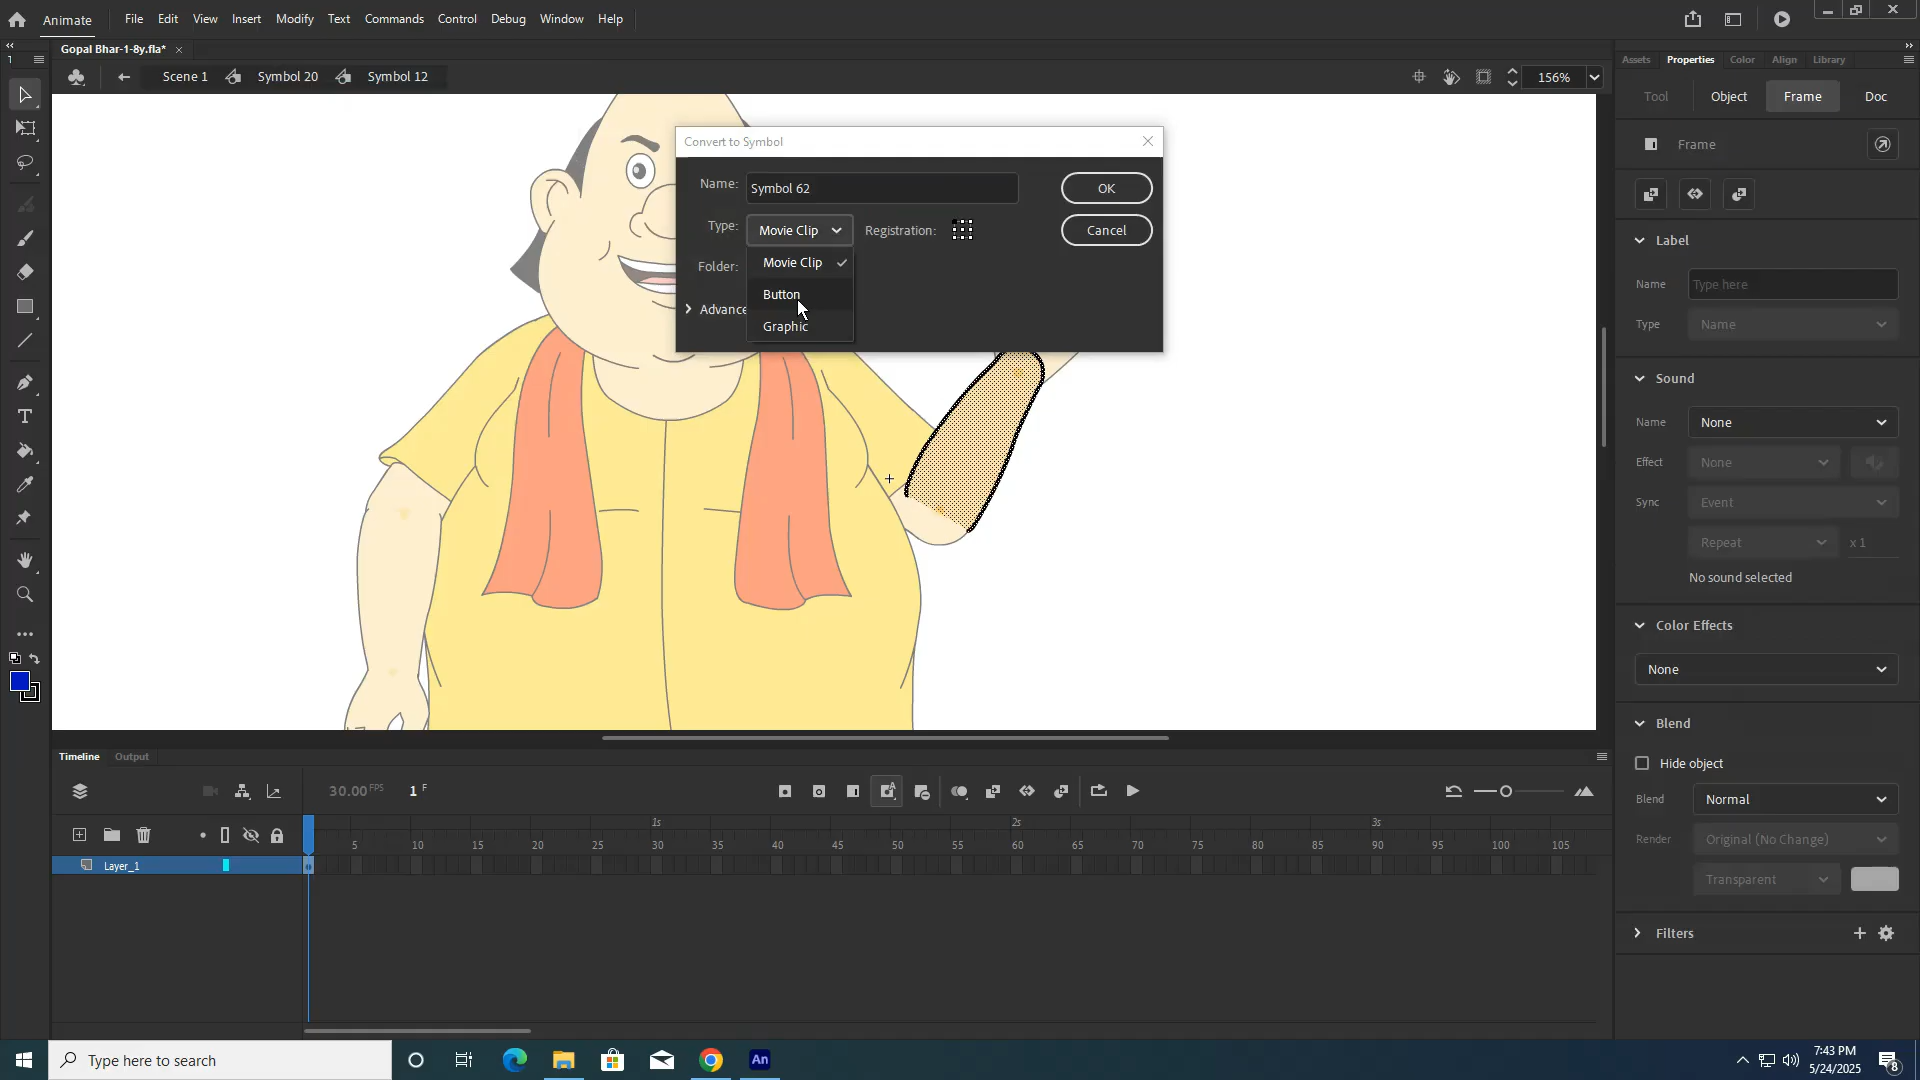 Animate
File Edit View Insert Modify Text Commands Control Debug Window Help
Gopal Bhar-1-8y.fla*
1
Scene 1 Symbol 20 Symbol 12
156%
Assets Properties Color Align Library
Tool Object Frame Doc
Frame
Label
Name Type here
Type Name
Sound
Name None
Effect None
Sync Event
Repeat x 1
No sound selected
Color Effects
None
Blend
Hide object
Blend Normal
Render Original (No Change)
Transparent
Filters
Convert to Symbol
Name: Symbol 62 OK
Type: Movie Clip Registration: Cancel
Folder: Movie Clip
Button
Advance
Graphic
Timeline Output
30.00 FPS 1 F
1s 2s 3s
5 10 15 20 25 30 35 40 45 50 55 60 65 70 75 80 85 90 95 100 105
Layer_1
Type here to search
An
7:43 PM
5/24/2025
8